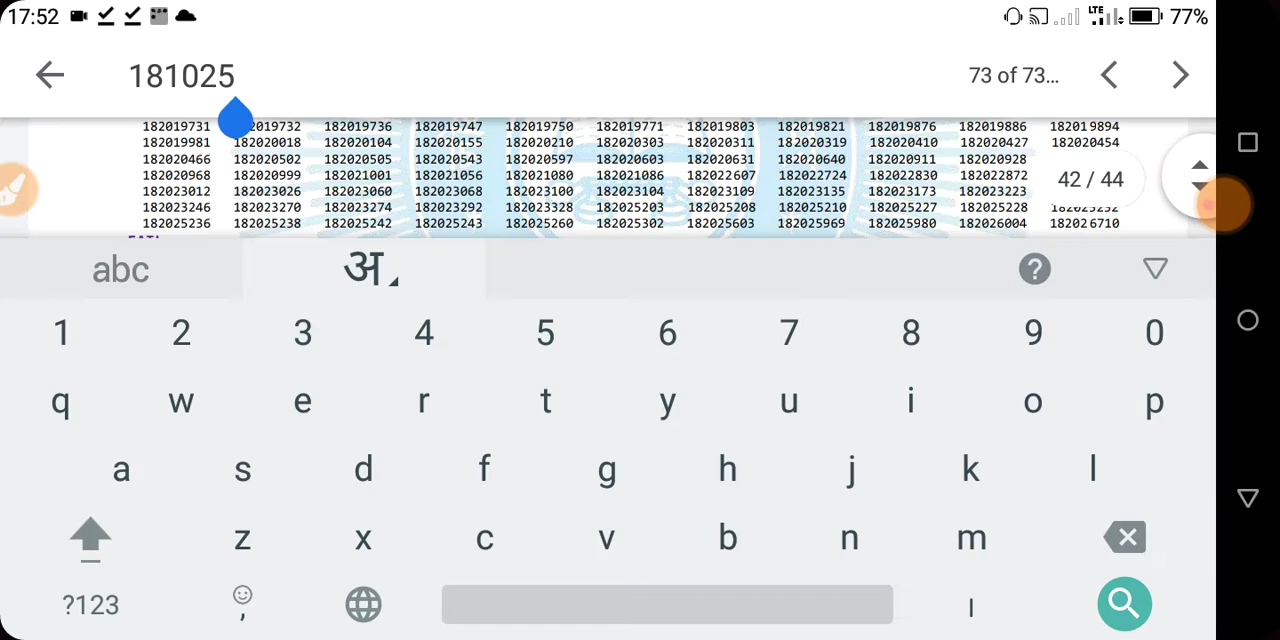 17:52 LTE 77%
181025 73 of 73...
182019731 019732 182019736 182019747 182019750 182019771 182019803 182019821 182019876 182019886 182019894
182019981 182020018 182020104 182020155 182020210 182020303 182020311 182020319 182020410 182020427 182020454
182020466 182020502 182020505 182020543 182020597 182020603 182020631 182020640 182020911 182020928
182020968 182020999 182021001 182021056 182021080 182021086 182022607 182022724 182022830 182022872
42 / 44
182023012 182023026 182023060 182023068 182023100 182023104 182023109 182023135 182023173 182023223
182023246 182023270 182023274 182023292 182023328 182025203 182025208 182025210 182025227 182025228
182025236 182025238 182025242 182025243 182025260 182025302 182025603 182025969 182025980 182026004 182026710
abc अ ?
1 2 3 4 5 6 7 8 9 0
q w e r t y u i o p
a s d f g h j k l
z x c v b n m
?123 , ।